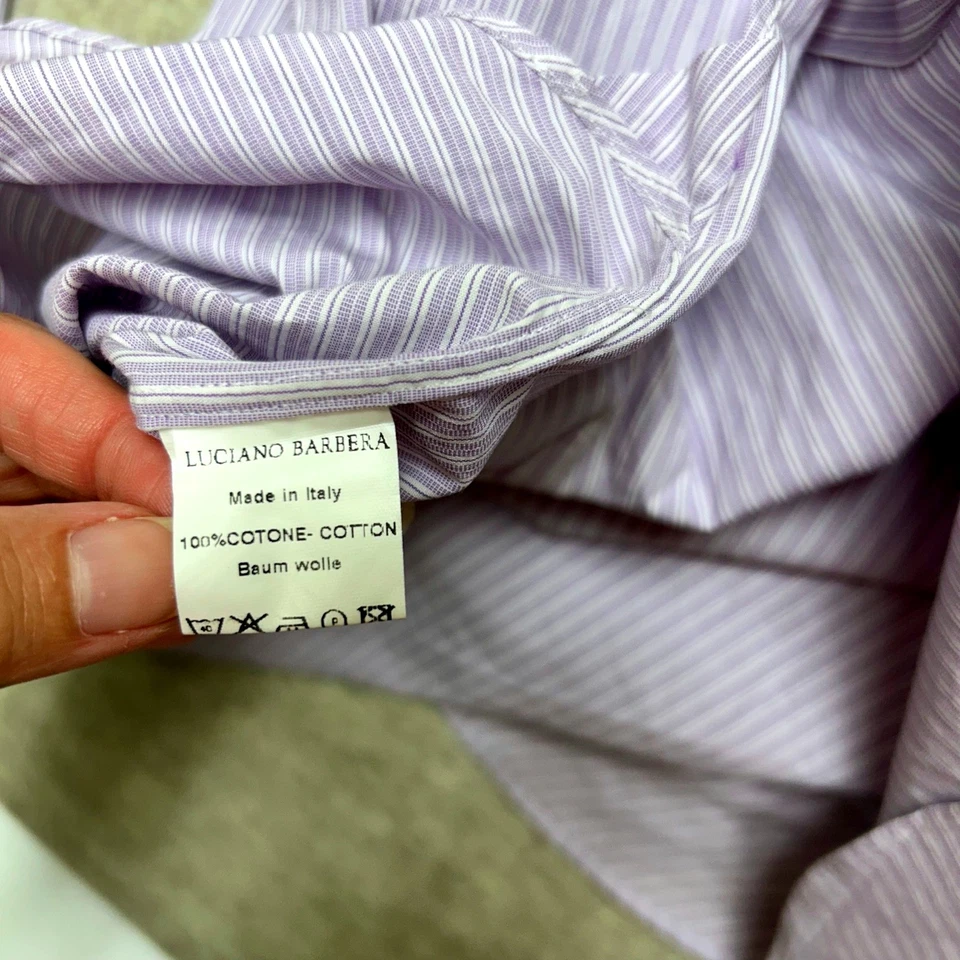 LUCIANO BARBERA
Made in Italy
100%COTONE- COTTON
Baum wolle
P